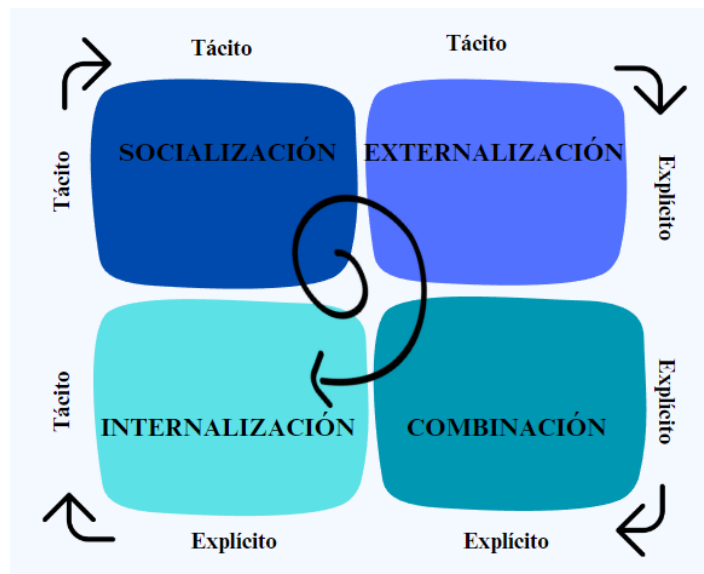 Tácito
Tácito
SOCIALIZACIÓN
EXTERNALIZACIÓN
Tácito
Explícito
Tácito
Explícito
INTERNALIZACIÓN
COMBINACIÓN
Explícito
Explícito